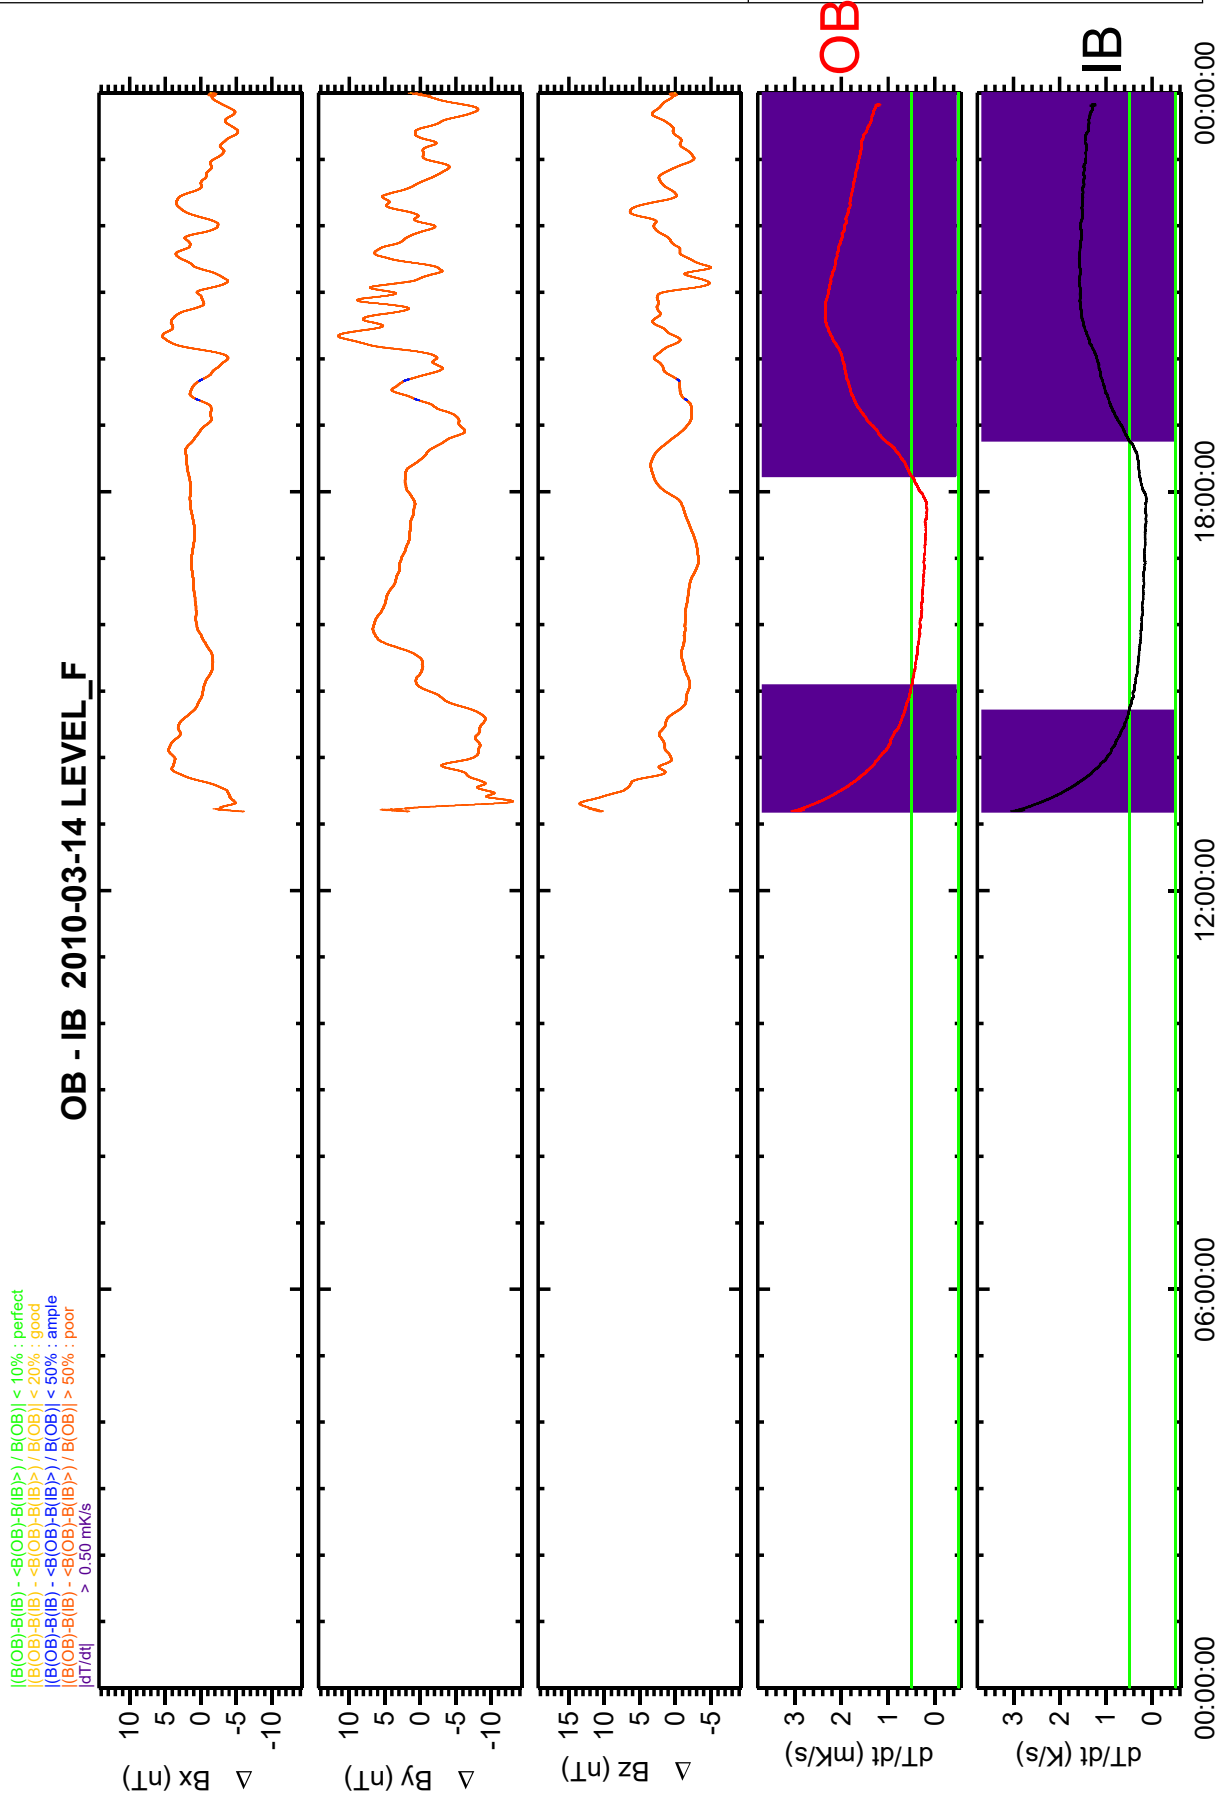 |(B(OB)-B(IB) - <B(OB)-B(IB)>) / B(OB)| < 10% : perfect
|(B(OB)-B(IB) - <B(OB)-B(IB)>) / B(OB)| < 20% : good
|(B(OB)-B(IB) - <B(OB)-B(IB)>) / B(OB)| < 50% : ample
|(B(OB)-B(IB) - <B(OB)-B(IB)>) / B(OB)| > 50% : poor
|dT/dt| > 0.50 mK/s
OB - IB 2010-03-14 LEVEL_F
Δ Bx (nT)
10
5
0
-5
-10
Δ By (nT)
10
5
0
-5
-10
Δ Bz (nT)
15
10
5
0
-5
dT/dt (mK/s)
3
2
1
0
OB
dT/dt (K/s)
3
2
1
0
IB
00:00:00 06:00:00 12:00:00 18:00:00 00:00:00